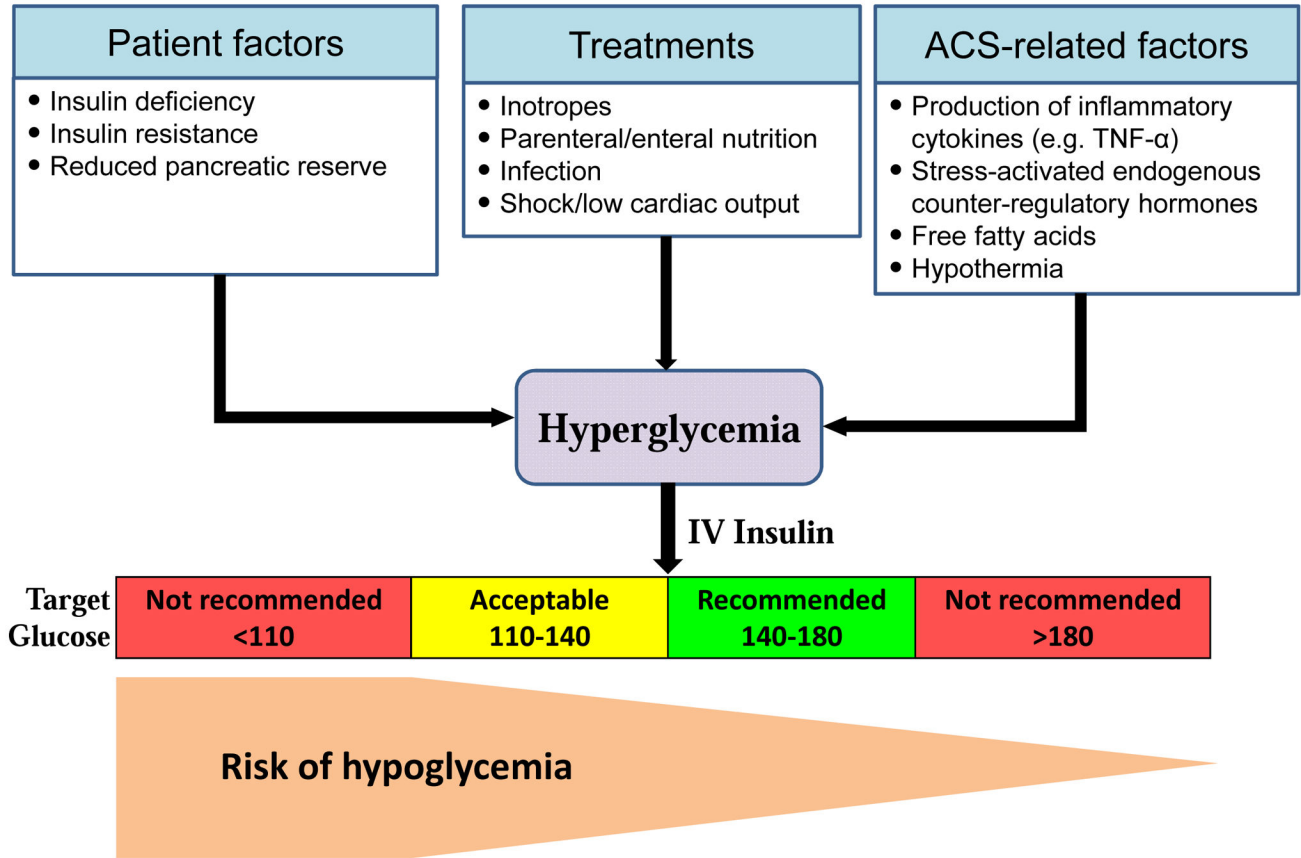 Patient factors
• Insulin deficiency
• Insulin resistance
• Reduced pancreatic reserve
Treatments
• Inotropes
• Parenteral/enteral nutrition
• Infection
• Shock/low cardiac output
ACS-related factors
• Production of inflammatory
cytokines (e.g. TNF-α)
• Stress-activated endogenous
counter-regulatory hormones
• Free fatty acids
• Hypothermia
Hyperglycemia
IV Insulin
Target
Glucose
Not recommended
<110
Acceptable
110-140
Recommended
140-180
Not recommended
>180
Risk of hypoglycemia